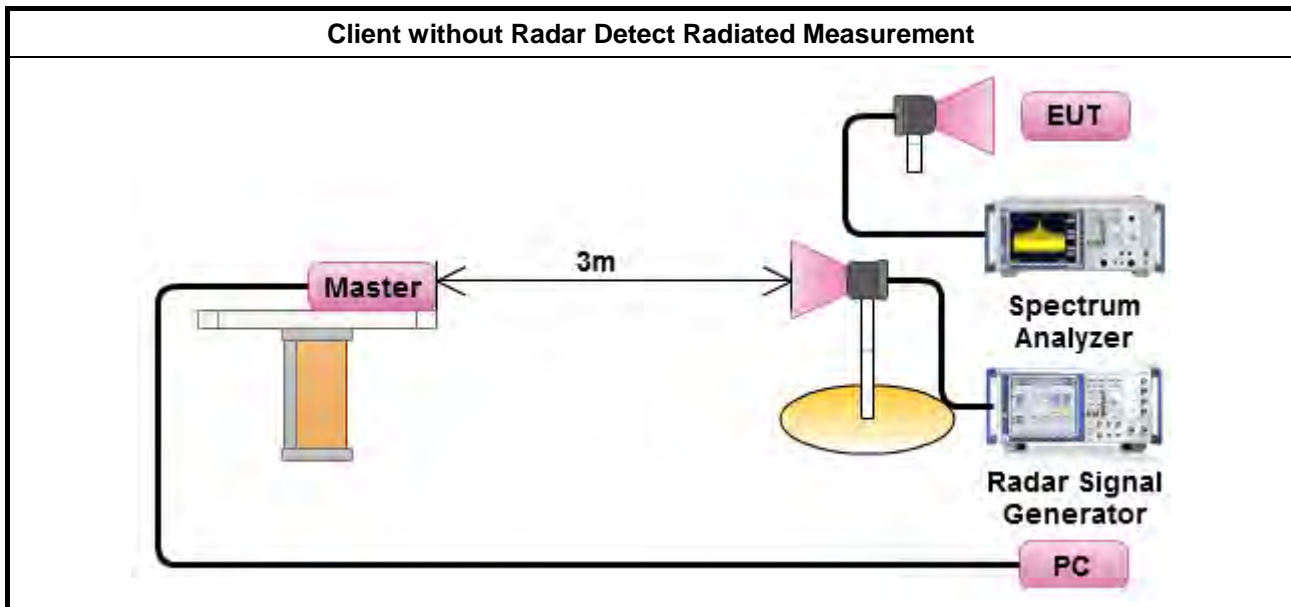 Client without Radar Detect Radiated Measurement
EUT
3m
Master
Spectrum
Analyzer
Radar Signal
Generator
PC